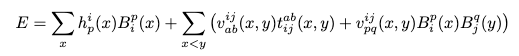 E = \sum_{x} h_p^i(x) B_i^p(x) + \sum_{x<y} \left( v_{ab}^{ij}(x,y) t_{ij}^{ab}(x,y) + v_{pq}^{ij}(x,y) B_i^p(x) B_j^q(y) \right)